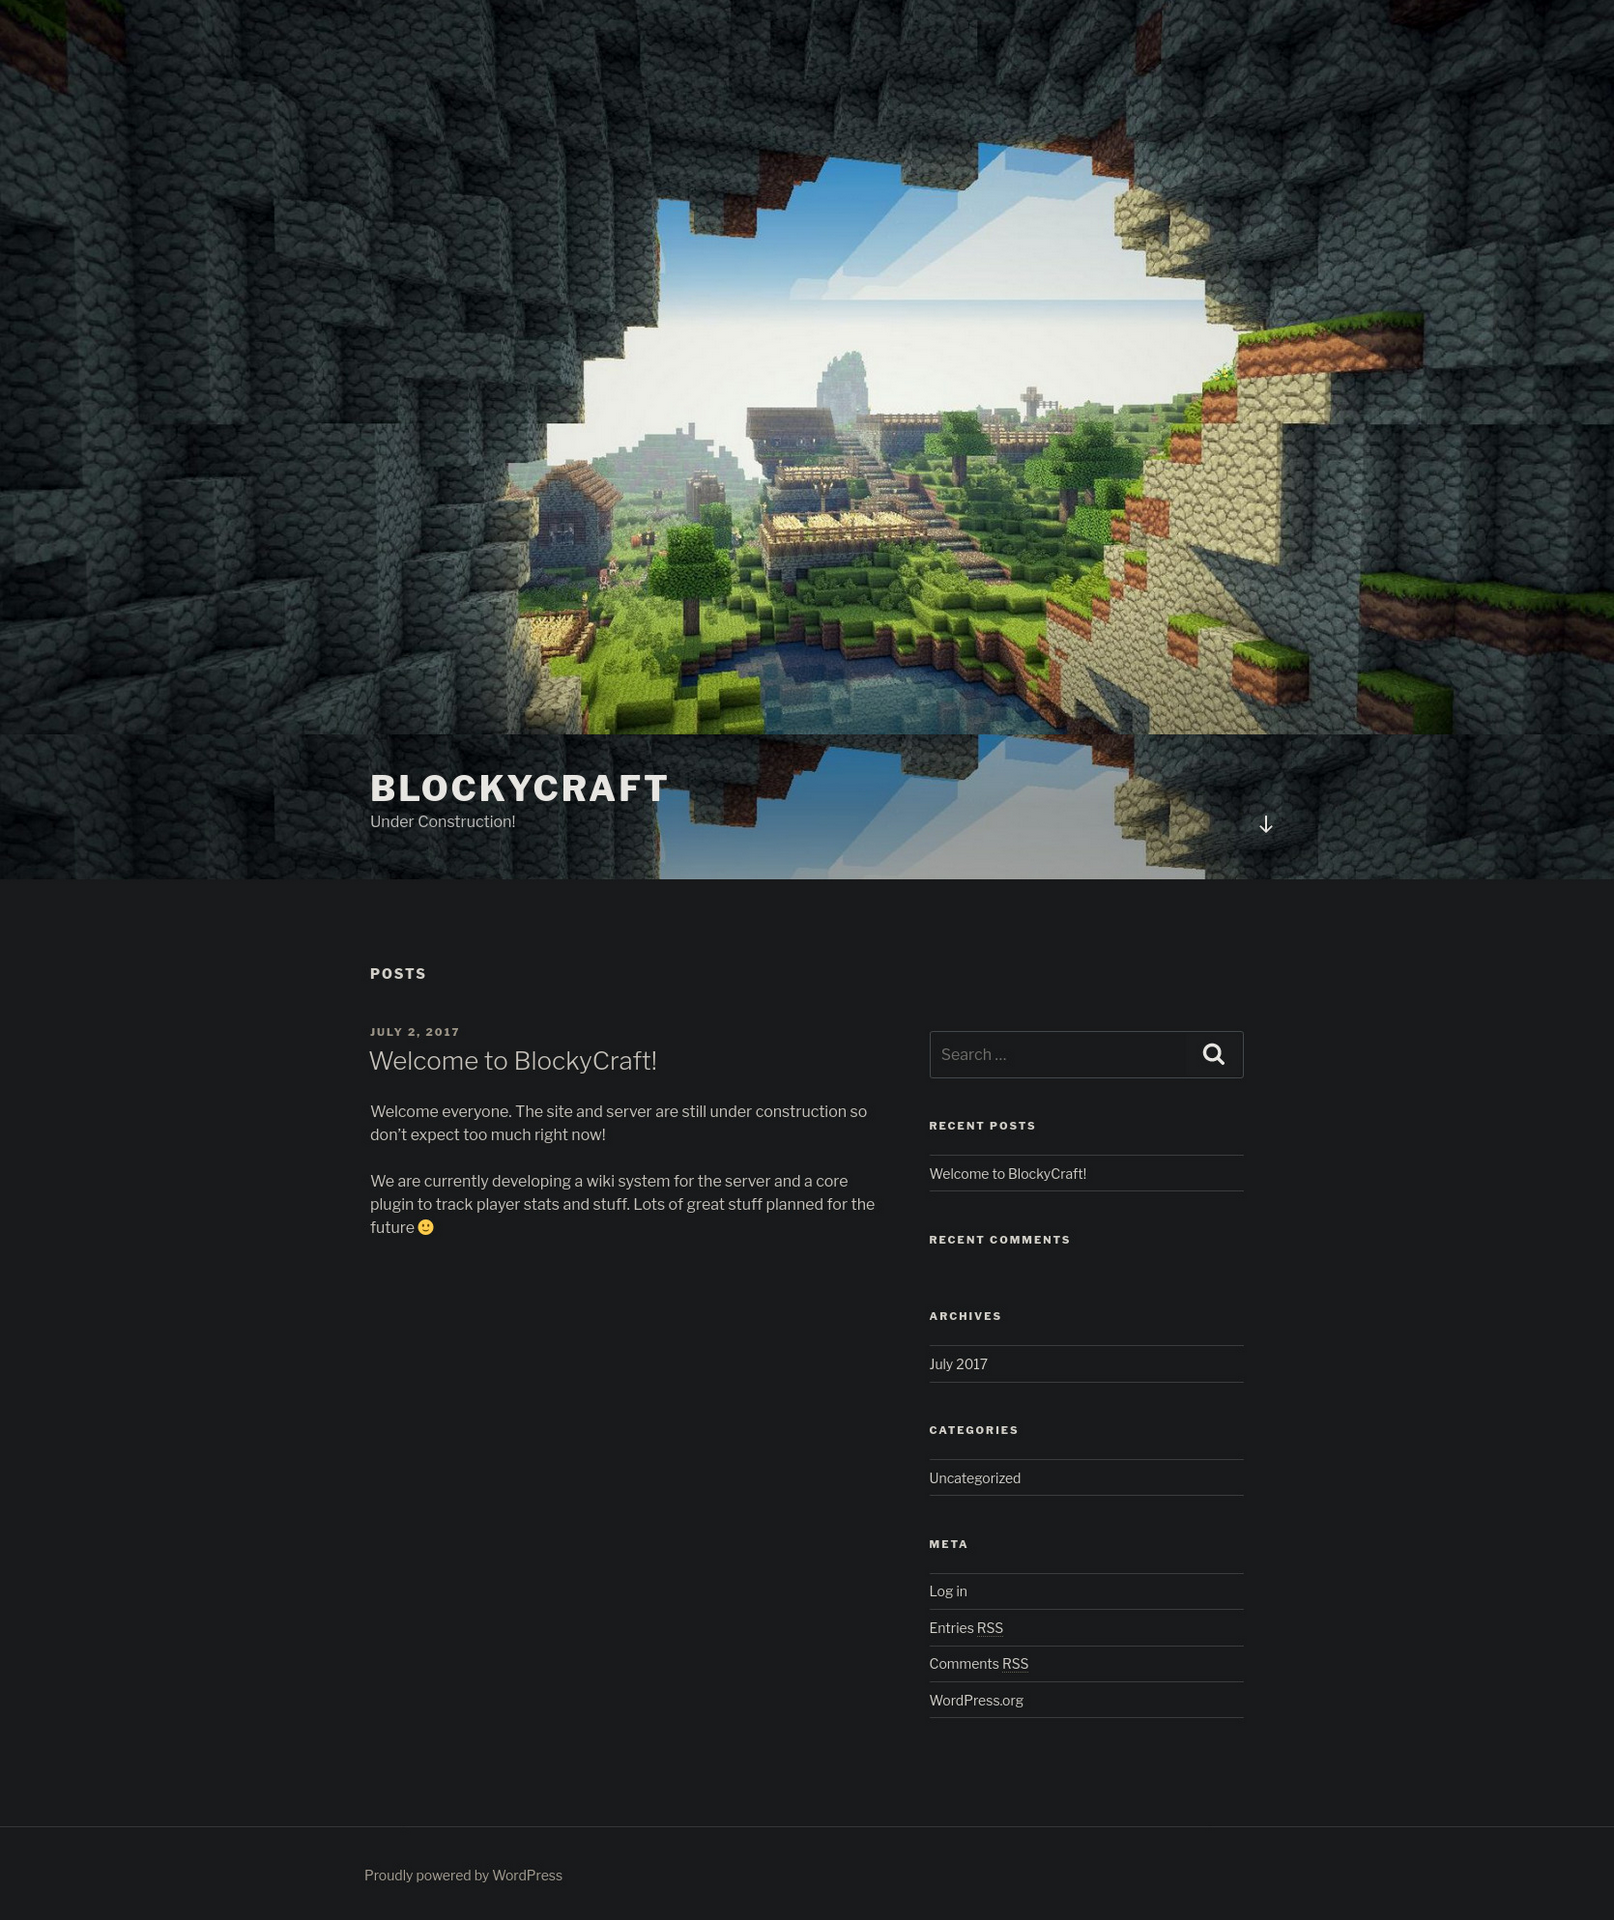 BLOCKYCRAFT
Under Construction!
POSTS
JULY 2, 2017
Welcome to BlockyCraft!
Welcome everyone. The site and server are still under construction so
don’t expect too much right now!
We are currently developing a wiki system for the server and a core
plugin to track player stats and stuff. Lots of great stuff planned for the
future 🙂
Search …
RECENT POSTS
Welcome to BlockyCraft!
RECENT COMMENTS
ARCHIVES
July 2017
CATEGORIES
Uncategorized
META
Log in
Entries RSS
Comments RSS
WordPress.org
Proudly powered by WordPress